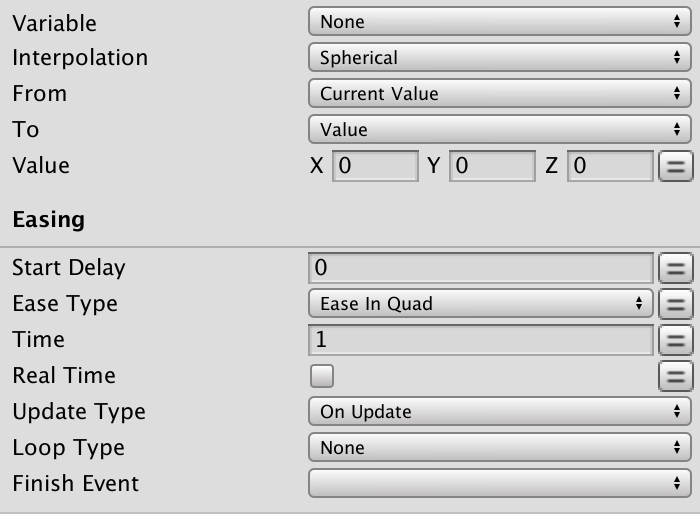 Variable None
Interpolation Spherical
From Current Value
To Value
Value X 0 Y 0 Z 0
Easing
Start Delay 0
Ease Type Ease In Quad
Time 1
Real Time
Update Type On Update
Loop Type None
Finish Event